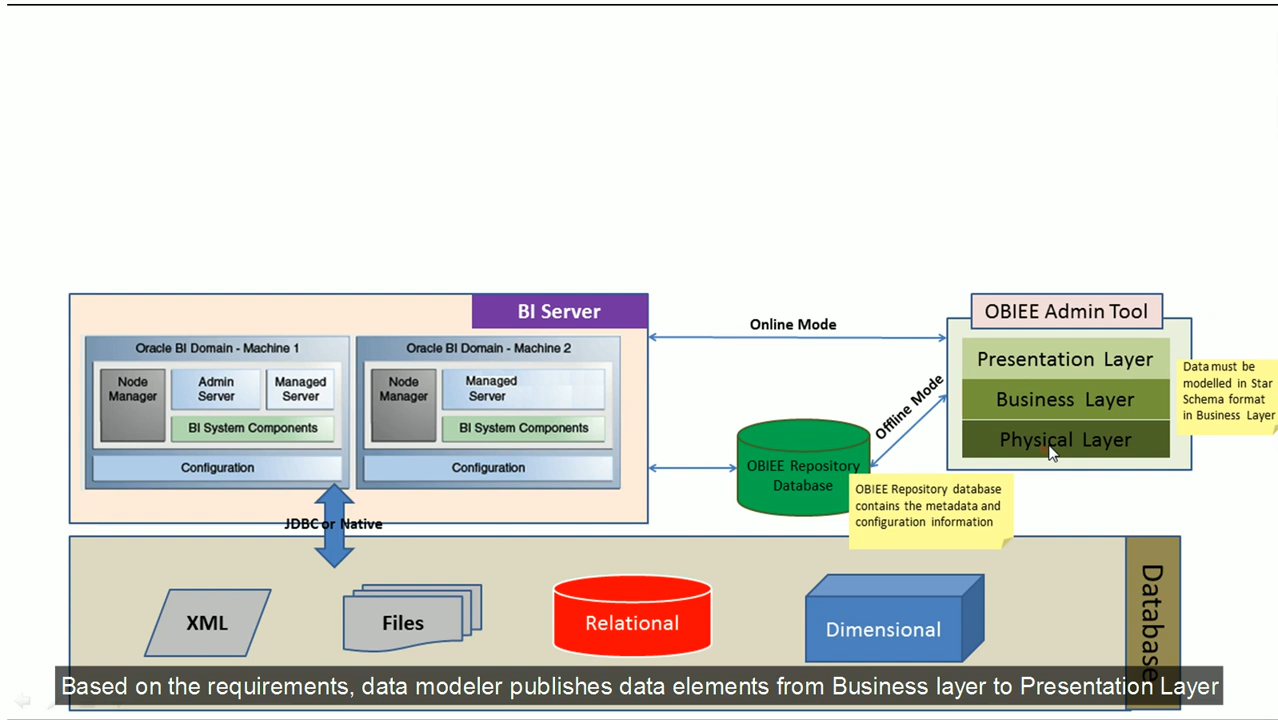 BI Server
Oracle BI Domain - Machine 1
Node
Manager
Admin
Server
Managed
Server
BI System Components
Configuration
Oracle BI Domain - Machine 2
Node
Manager
Managed
Server
BI System Components
Configuration
JDBC or Native
Online Mode
Offline Mode
OBIEE Repository
Database
OBIEE Repository database
contains the metadata and
configuration information
OBIEE Admin Tool
Presentation Layer
Business Layer
Physical Layer
Data must be
modelled in Star
Schema format
in Business Layer
XML
Files
Relational
Dimensional
Database
Based on the requirements, data modeler publishes data elements from Business layer to Presentation Layer